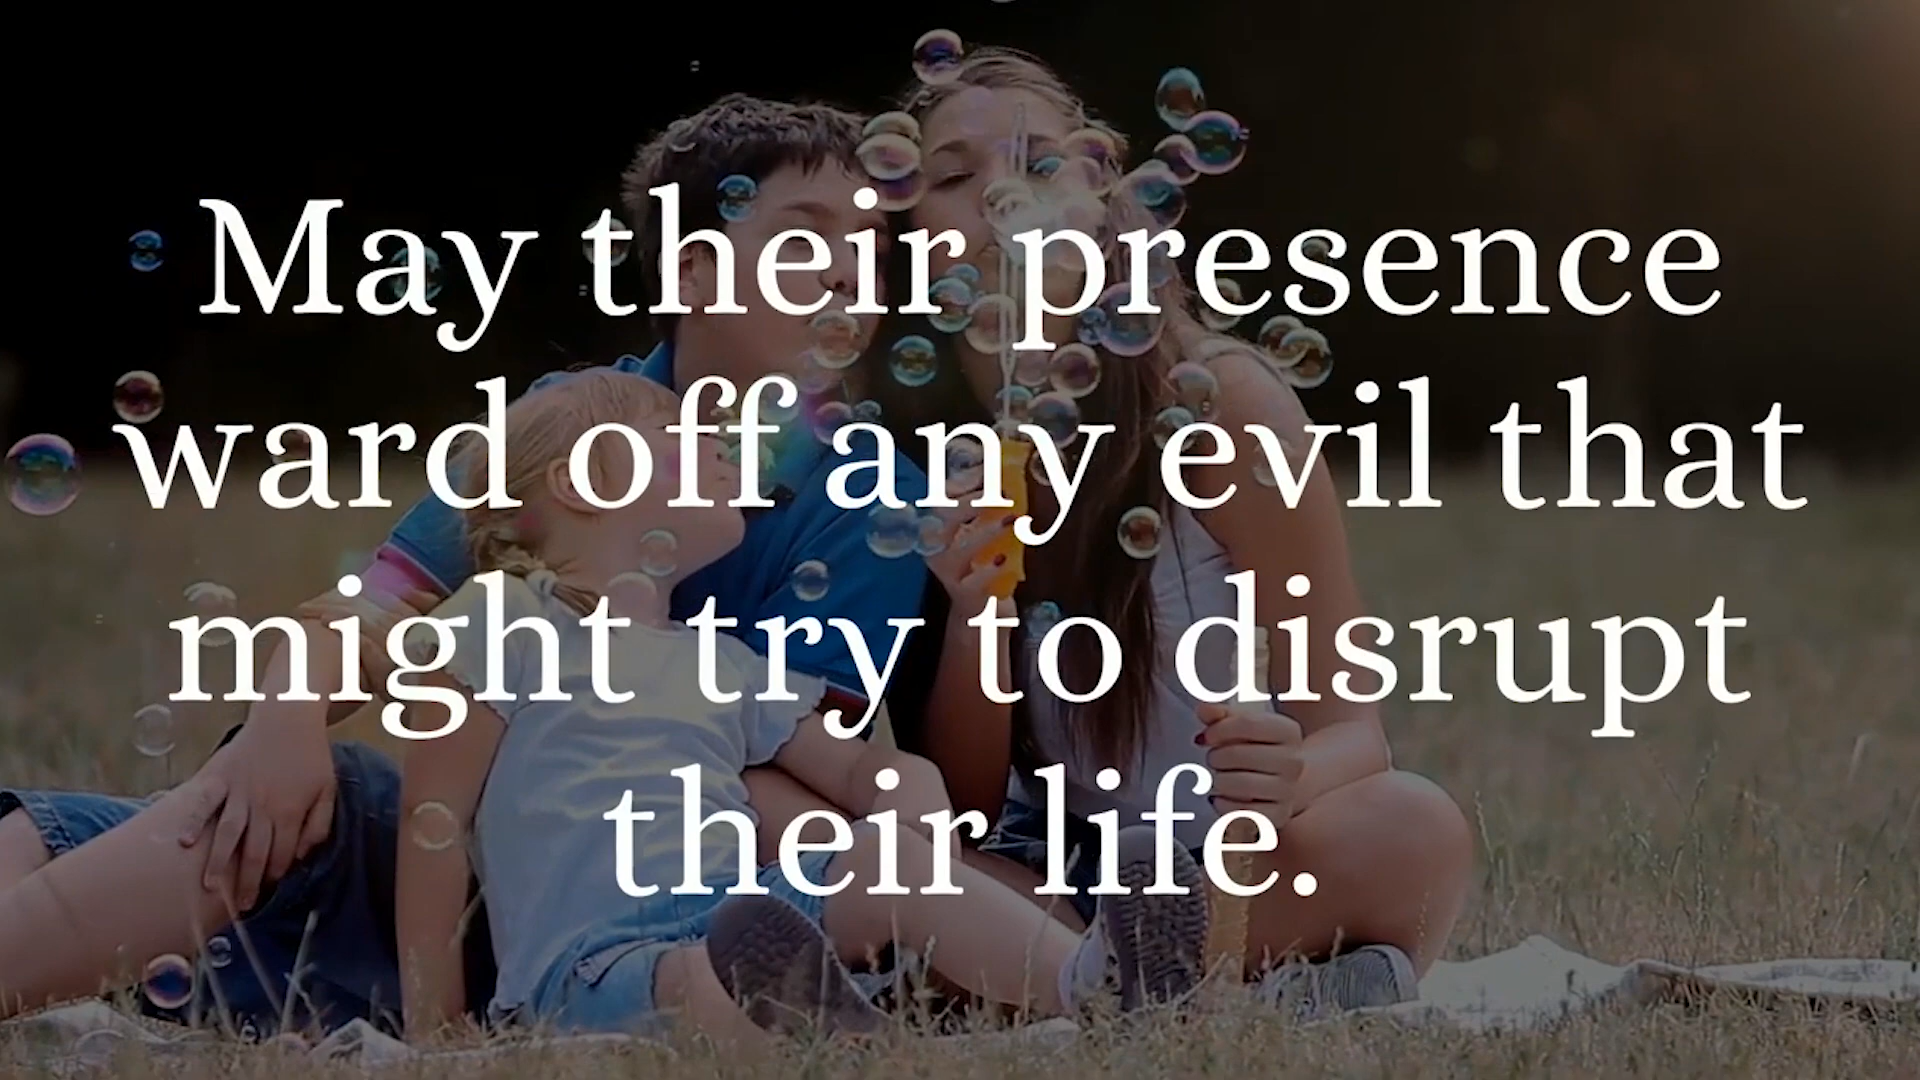 May their presence
ward off any evil that
might try to disrupt
their life.